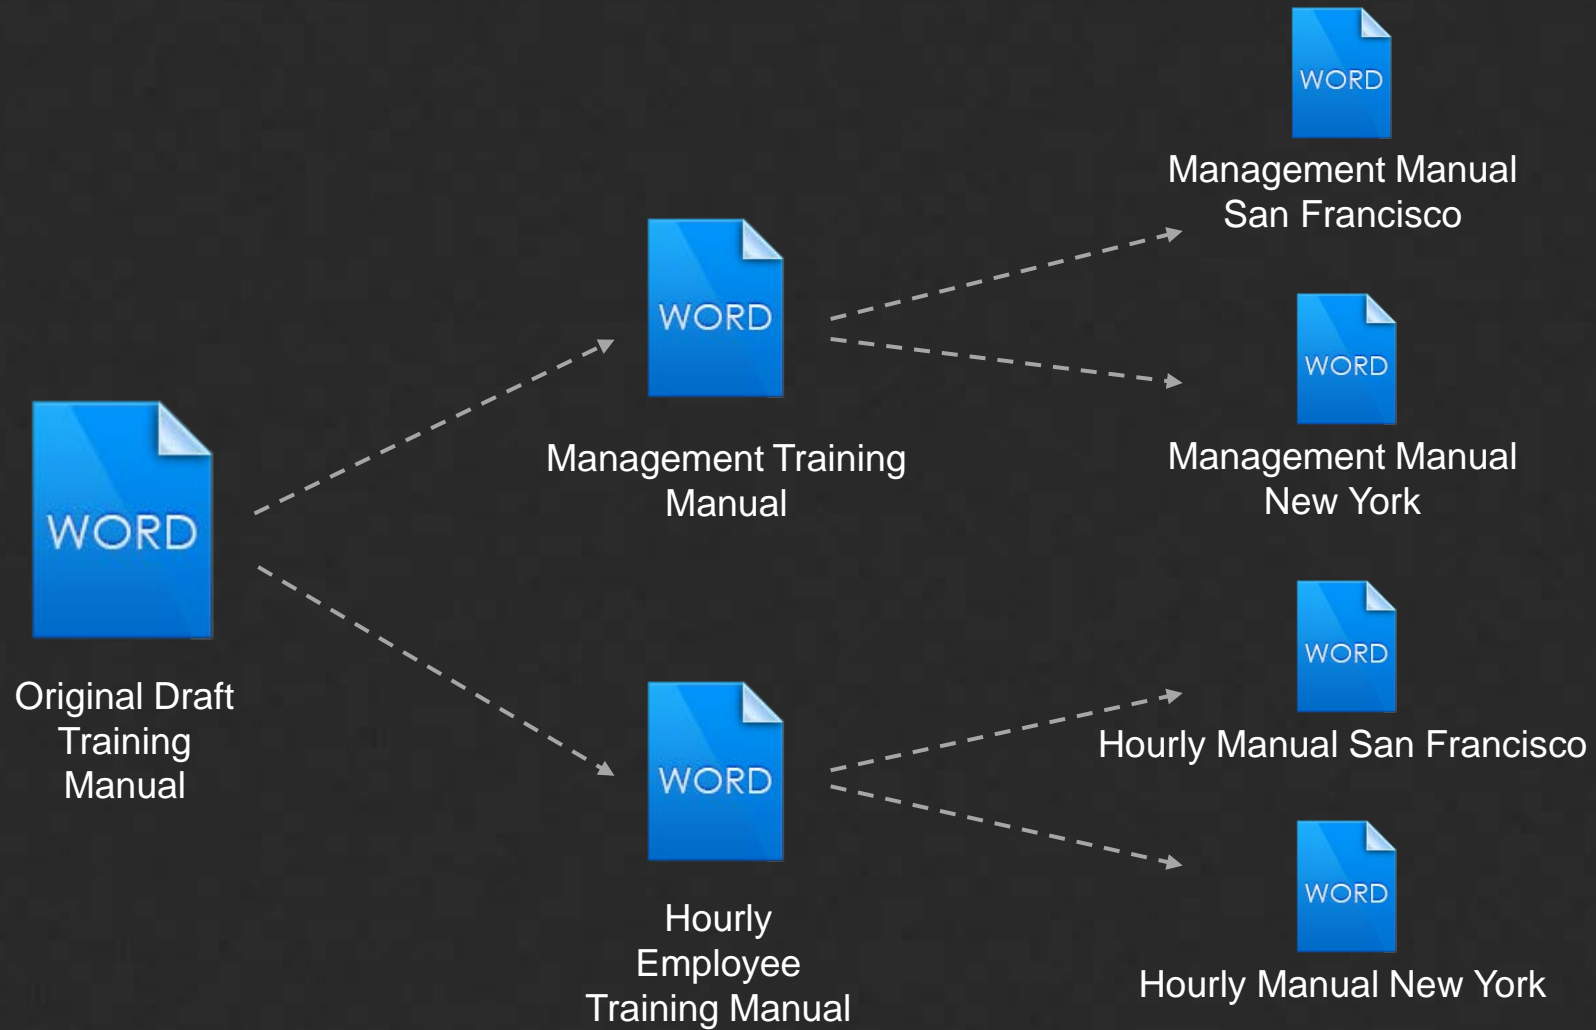 WORD
Original Draft
Training
Manual
WORD
Management Training
Manual
WORD
Hourly
Employee
Training Manual
WORD
Management Manual
San Francisco
WORD
Management Manual
New York
WORD
Hourly Manual San Francisco
WORD
Hourly Manual New York